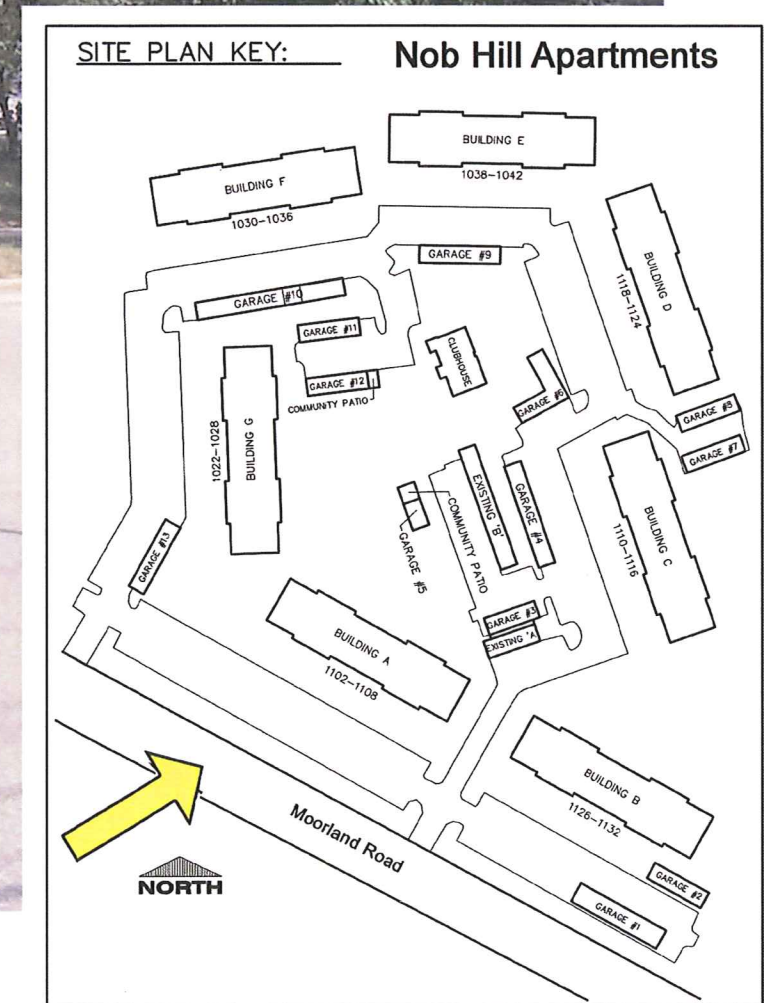 SITE PLAN KEY:
Nob Hill Apartments
BUILDING E
1038-1042
BUILDING F
1030-1036
GARAGE #9
BUILDING D
1118-1124
GARAGE #10
GARAGE #11
GARAGE #12
COMMUNITY PATIO
CLUBHOUSE
GARAGE #6
GARAGE #8
GARAGE #7
BUILDING G
1022-1028
EXISTING 'B'
GARAGE #4
COMMUNITY PATIO
GARAGE #5
BUILDING C
1110-1116
GARAGE #13
GARAGE #3
EXISTING 'A'
BUILDING A
1102-1108
BUILDING B
1126-1132
Moorland Road
NORTH
GARAGE #2
GARAGE #1